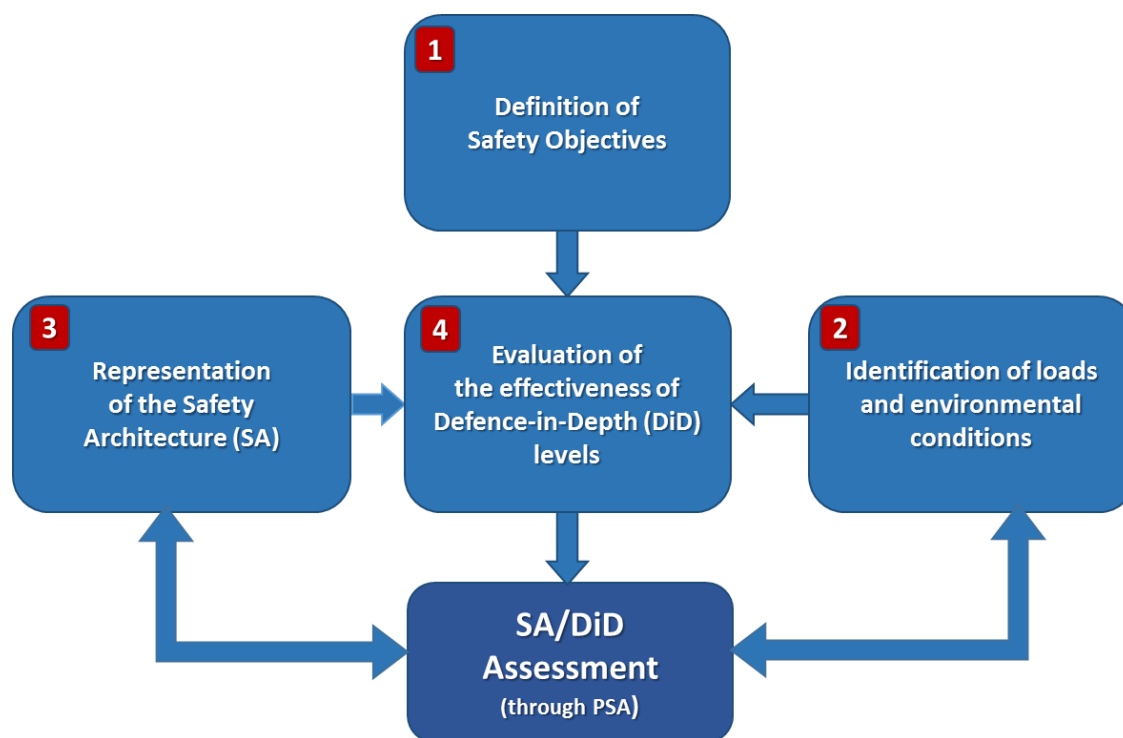 1
Definition of
Safety Objectives
3
Representation
of the Safety
Architecture (SA)
4
Evaluation of
the effectiveness of
Defence-in-Depth (DiD)
levels
2
Identification of loads
and environmental
conditions
SA/DiD
Assessment
(through PSA)